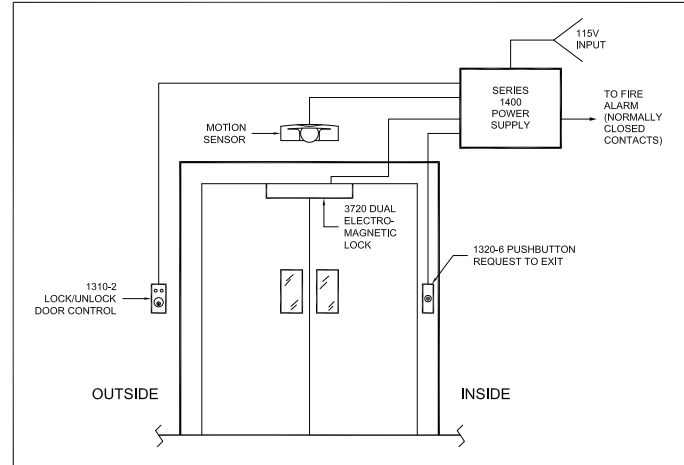 115V
INPUT
SERIES
1400
POWER
SUPPLY
TO FIRE
ALARM
(NORMALLY
CLOSED
CONTACTS)
MOTION
SENSOR
3720 DUAL
ELECTRO-
MAGNETIC
LOCK
1320-6 PUSHBUTTON
REQUEST TO EXIT
1310-2
LOCK/UNLOCK
DOOR CONTROL
OUTSIDE
INSIDE